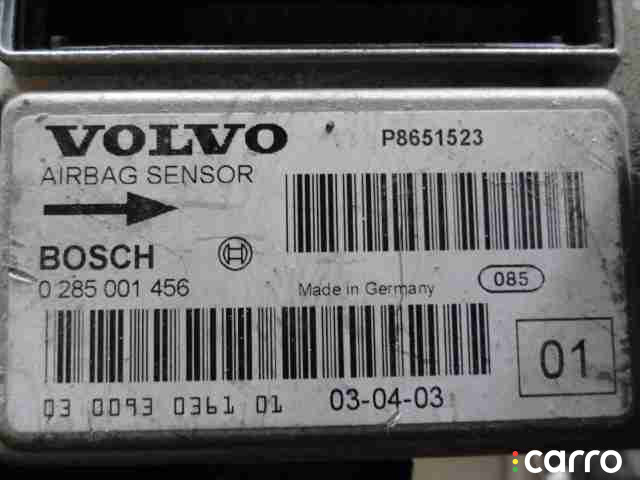 VOLVO
P8651523
AIRBAG SENSOR
BOSCH
0 285 001 456
Made in Germany
085
01
03 0093 0361 01
03-04-03
carro